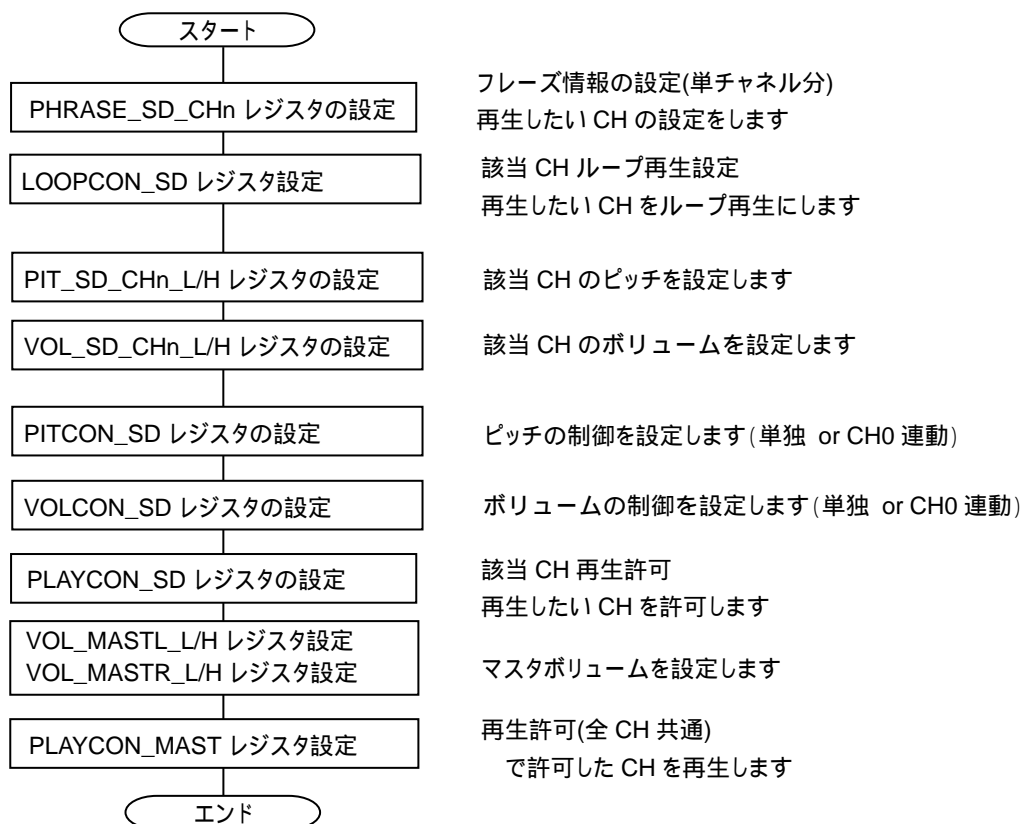 スタート
PHRASE_SD_CHn レジスタの設定
フレーズ情報の設定(単チャネル分)
再生したい CH の設定をします
LOOPCON_SD レジスタ設定
該当 CH ループ再生設定
再生したい CH をループ再生にします
PIT_SD_CHn_L/H レジスタの設定
該当 CH のピッチを設定します
VOL_SD_CHn_L/H レジスタの設定
該当 CH のボリュームを設定します
PITCON_SD レジスタの設定
ピッチの制御を設定します(単独 or CH0 連動)
VOLCON_SD レジスタの設定
ボリュームの制御を設定します(単独 or CH0 連動)
PLAYCON_SD レジスタの設定
該当 CH 再生許可
再生したい CH を許可します
VOL_MASTL_L/H レジスタ設定
VOL_MASTR_L/H レジスタ設定
マスタボリュームを設定します
PLAYCON_MAST レジスタ設定
再生許可(全 CH 共通)
で許可した CH を再生します
エンド